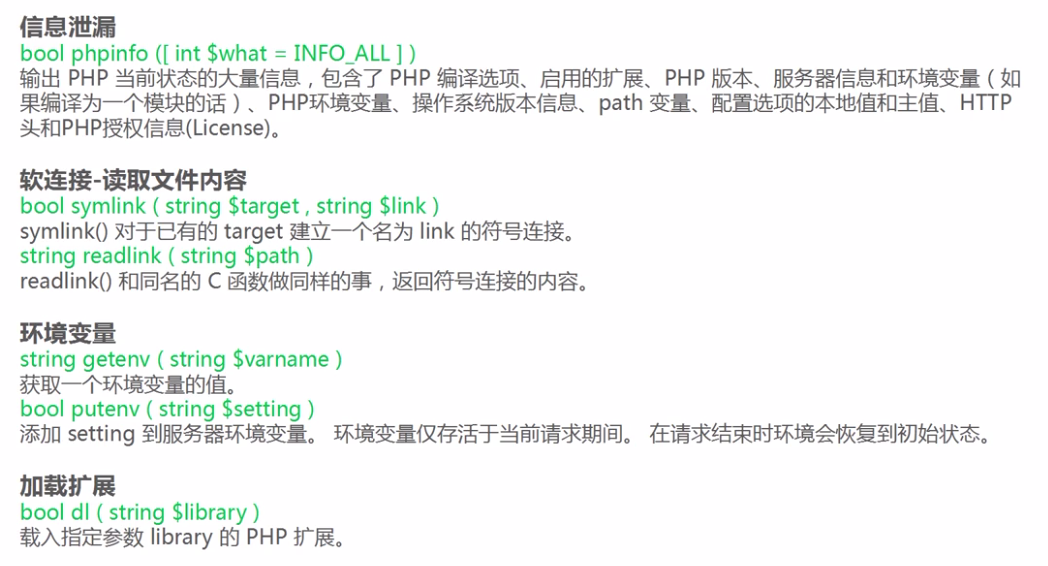 信息泄漏
bool phpinfo ([ int $what = INFO_ALL ] )
输出 PHP 当前状态的大量信息，包含了 PHP 编译选项、启用的扩展、PHP 版本、服务器信息和环境变量（如
果编译为一个模块的话）、PHP环境变量、操作系统版本信息、path 变量、配置选项的本地值和主值、HTTP
头和PHP授权信息(License)。
软连接-读取文件内容
bool symlink ( string $target , string $link )
symlink() 对于已有的 target 建立一个名为 link 的符号连接。
string readlink ( string $path )
readlink() 和同名的 C 函数做同样的事，返回符号连接的内容。
环境变量
string getenv ( string $varname )
获取一个环境变量的值。
bool putenv ( string $setting )
添加 setting 到服务器环境变量。 环境变量仅存活于当前请求期间。 在请求结束时环境会恢复到初始状态。
加载扩展
bool dl ( string $library )
载入指定参数 library 的 PHP 扩展。